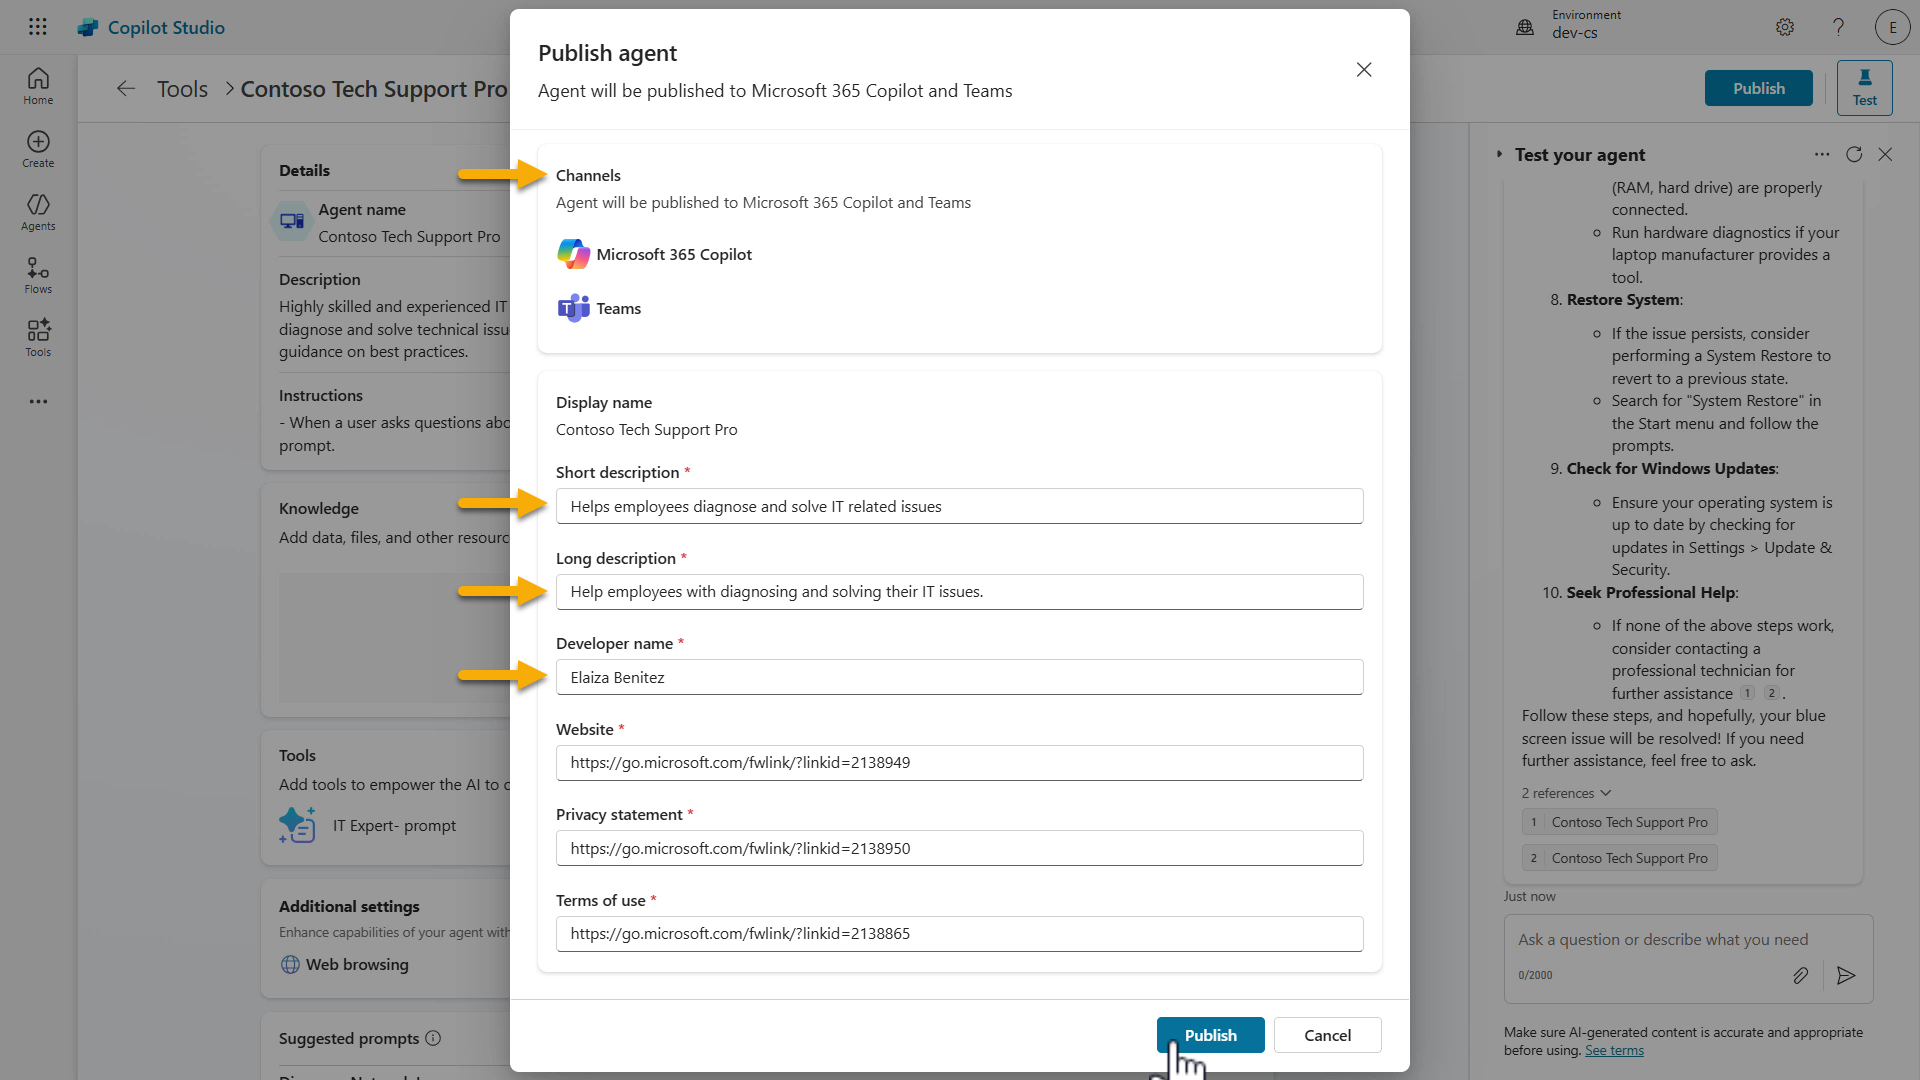 Copilot Studio
Environment
dev-cs
E
Home
Create
Agents
Flows
Tools
Tools
Contoso Tech Support Pro
Publish
Test
Details
Agent name
Contoso Tech Support Pro
Description
Highly skilled and experienced IT
diagnose and solve technical issu
guidance on best practices.
Instructions
- When a user asks questions abo
prompt.
Knowledge
Add data, files, and other resourc
Tools
Add tools to empower the AI to c
IT Expert- prompt
Additional settings
Enhance capabilities of your agent with
Web browsing
Suggested prompts
Publish agent
Agent will be published to Microsoft 365 Copilot and Teams
Channels
Agent will be published to Microsoft 365 Copilot and Teams
Microsoft 365 Copilot
Teams
Display name
Contoso Tech Support Pro
Short description *
Helps employees diagnose and solve IT related issues
Long description *
Help employees with diagnosing and solving their IT issues.
Developer name *
Elaiza Benitez
Website *
https://go.microsoft.com/fwlink/?linkid=2138949
Privacy statement *
https://go.microsoft.com/fwlink/?linkid=2138950
Terms of use *
https://go.microsoft.com/fwlink/?linkid=2138865
Publish
Cancel
Test your agent
(RAM, hard drive) are properly
connected.
Run hardware diagnostics if your
laptop manufacturer provides a
tool.
8. Restore System:
If the issue persists, consider
performing a System Restore to
revert to a previous state.
Search for "System Restore" in
the Start menu and follow the
prompts.
9. Check for Windows Updates:
Ensure your operating system is
up to date by checking for
updates in Settings > Update &
Security.
10. Seek Professional Help:
If none of the above steps work,
consider contacting a
professional technician for
further assistance 1 2 .
Follow these steps, and hopefully, your blue
screen issue will be resolved! If you need
further assistance, feel free to ask.
2 references
1 Contoso Tech Support Pro
2 Contoso Tech Support Pro
Just now
Ask a question or describe what you need
0/2000
Make sure AI-generated content is accurate and appropriate
before using. See terms